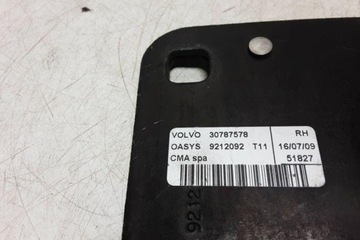 VOLVO 30787578 RH
OASYS 9212092 T11 16/07/09
CMA spa 51827
9212